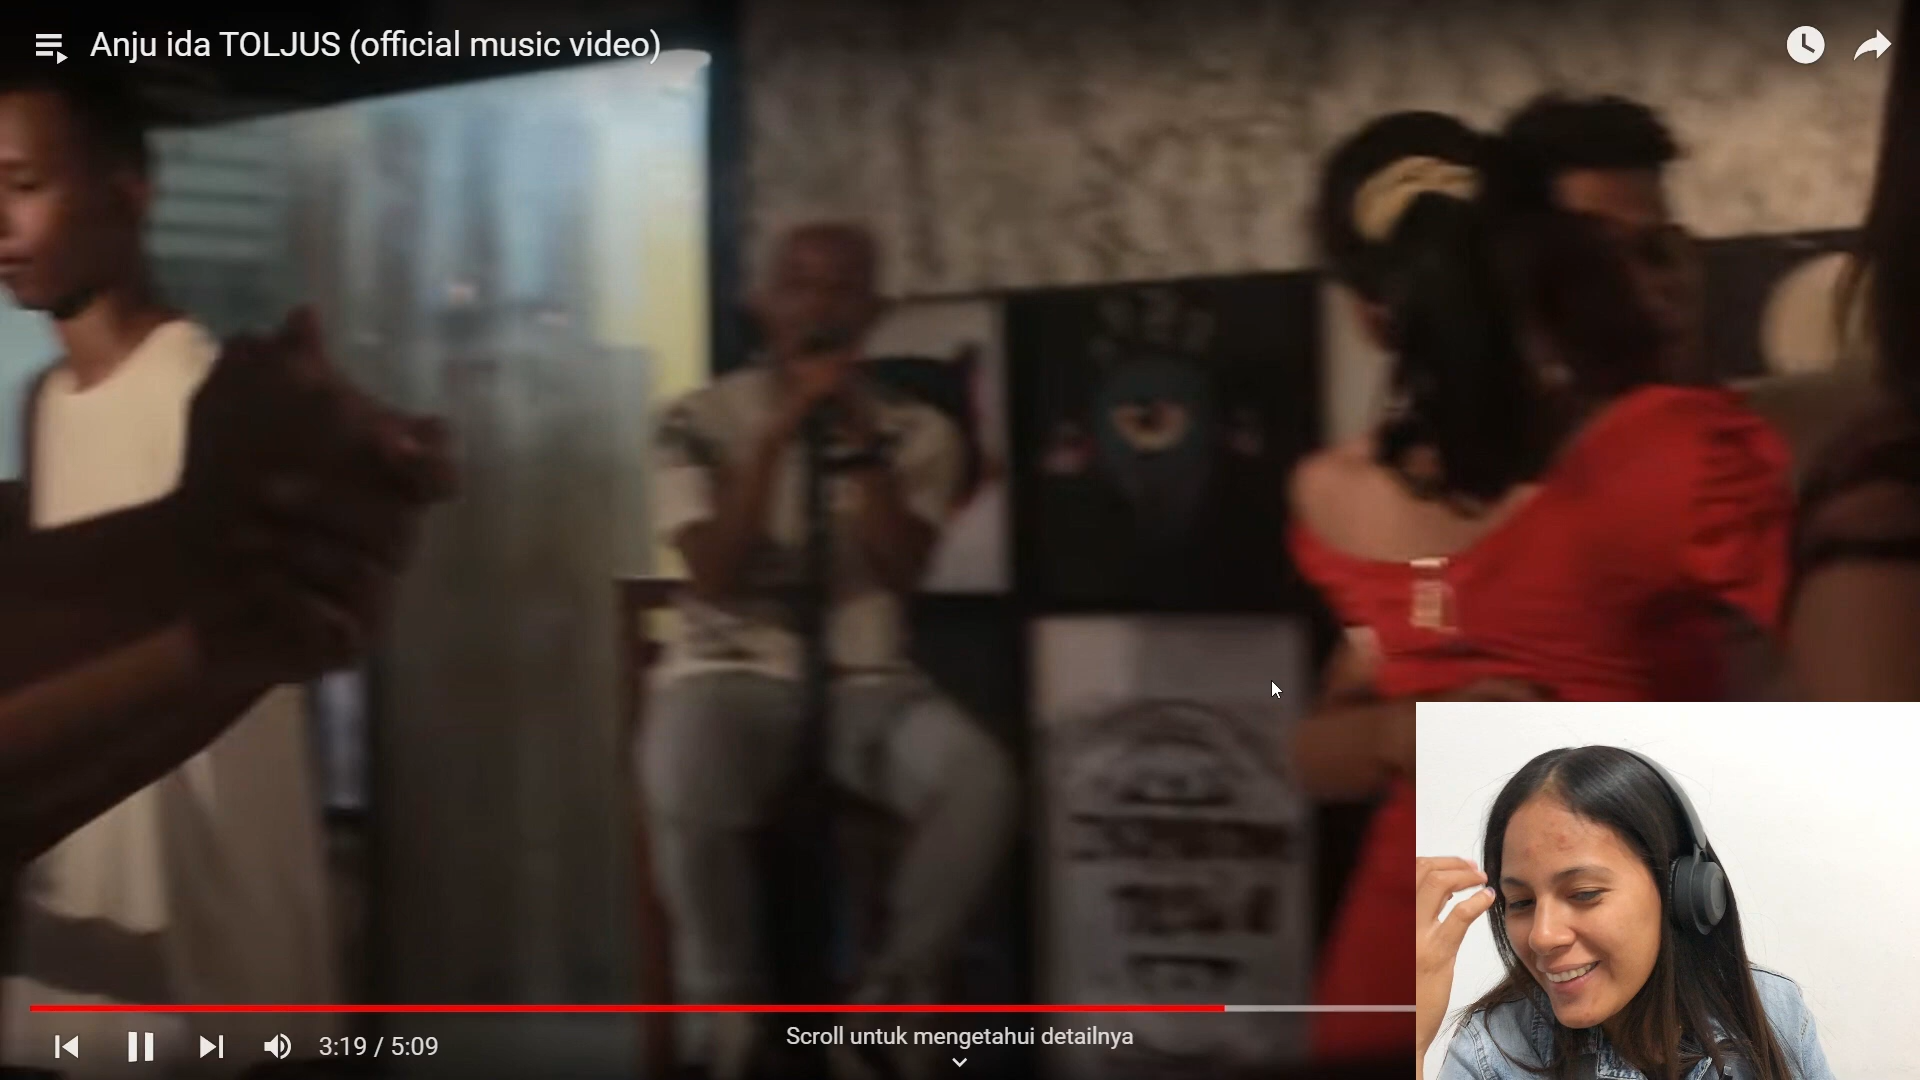 Anju ida TOLJUS (official music video)
3:19 / 5:09
Scroll untuk mengetahui detailnya